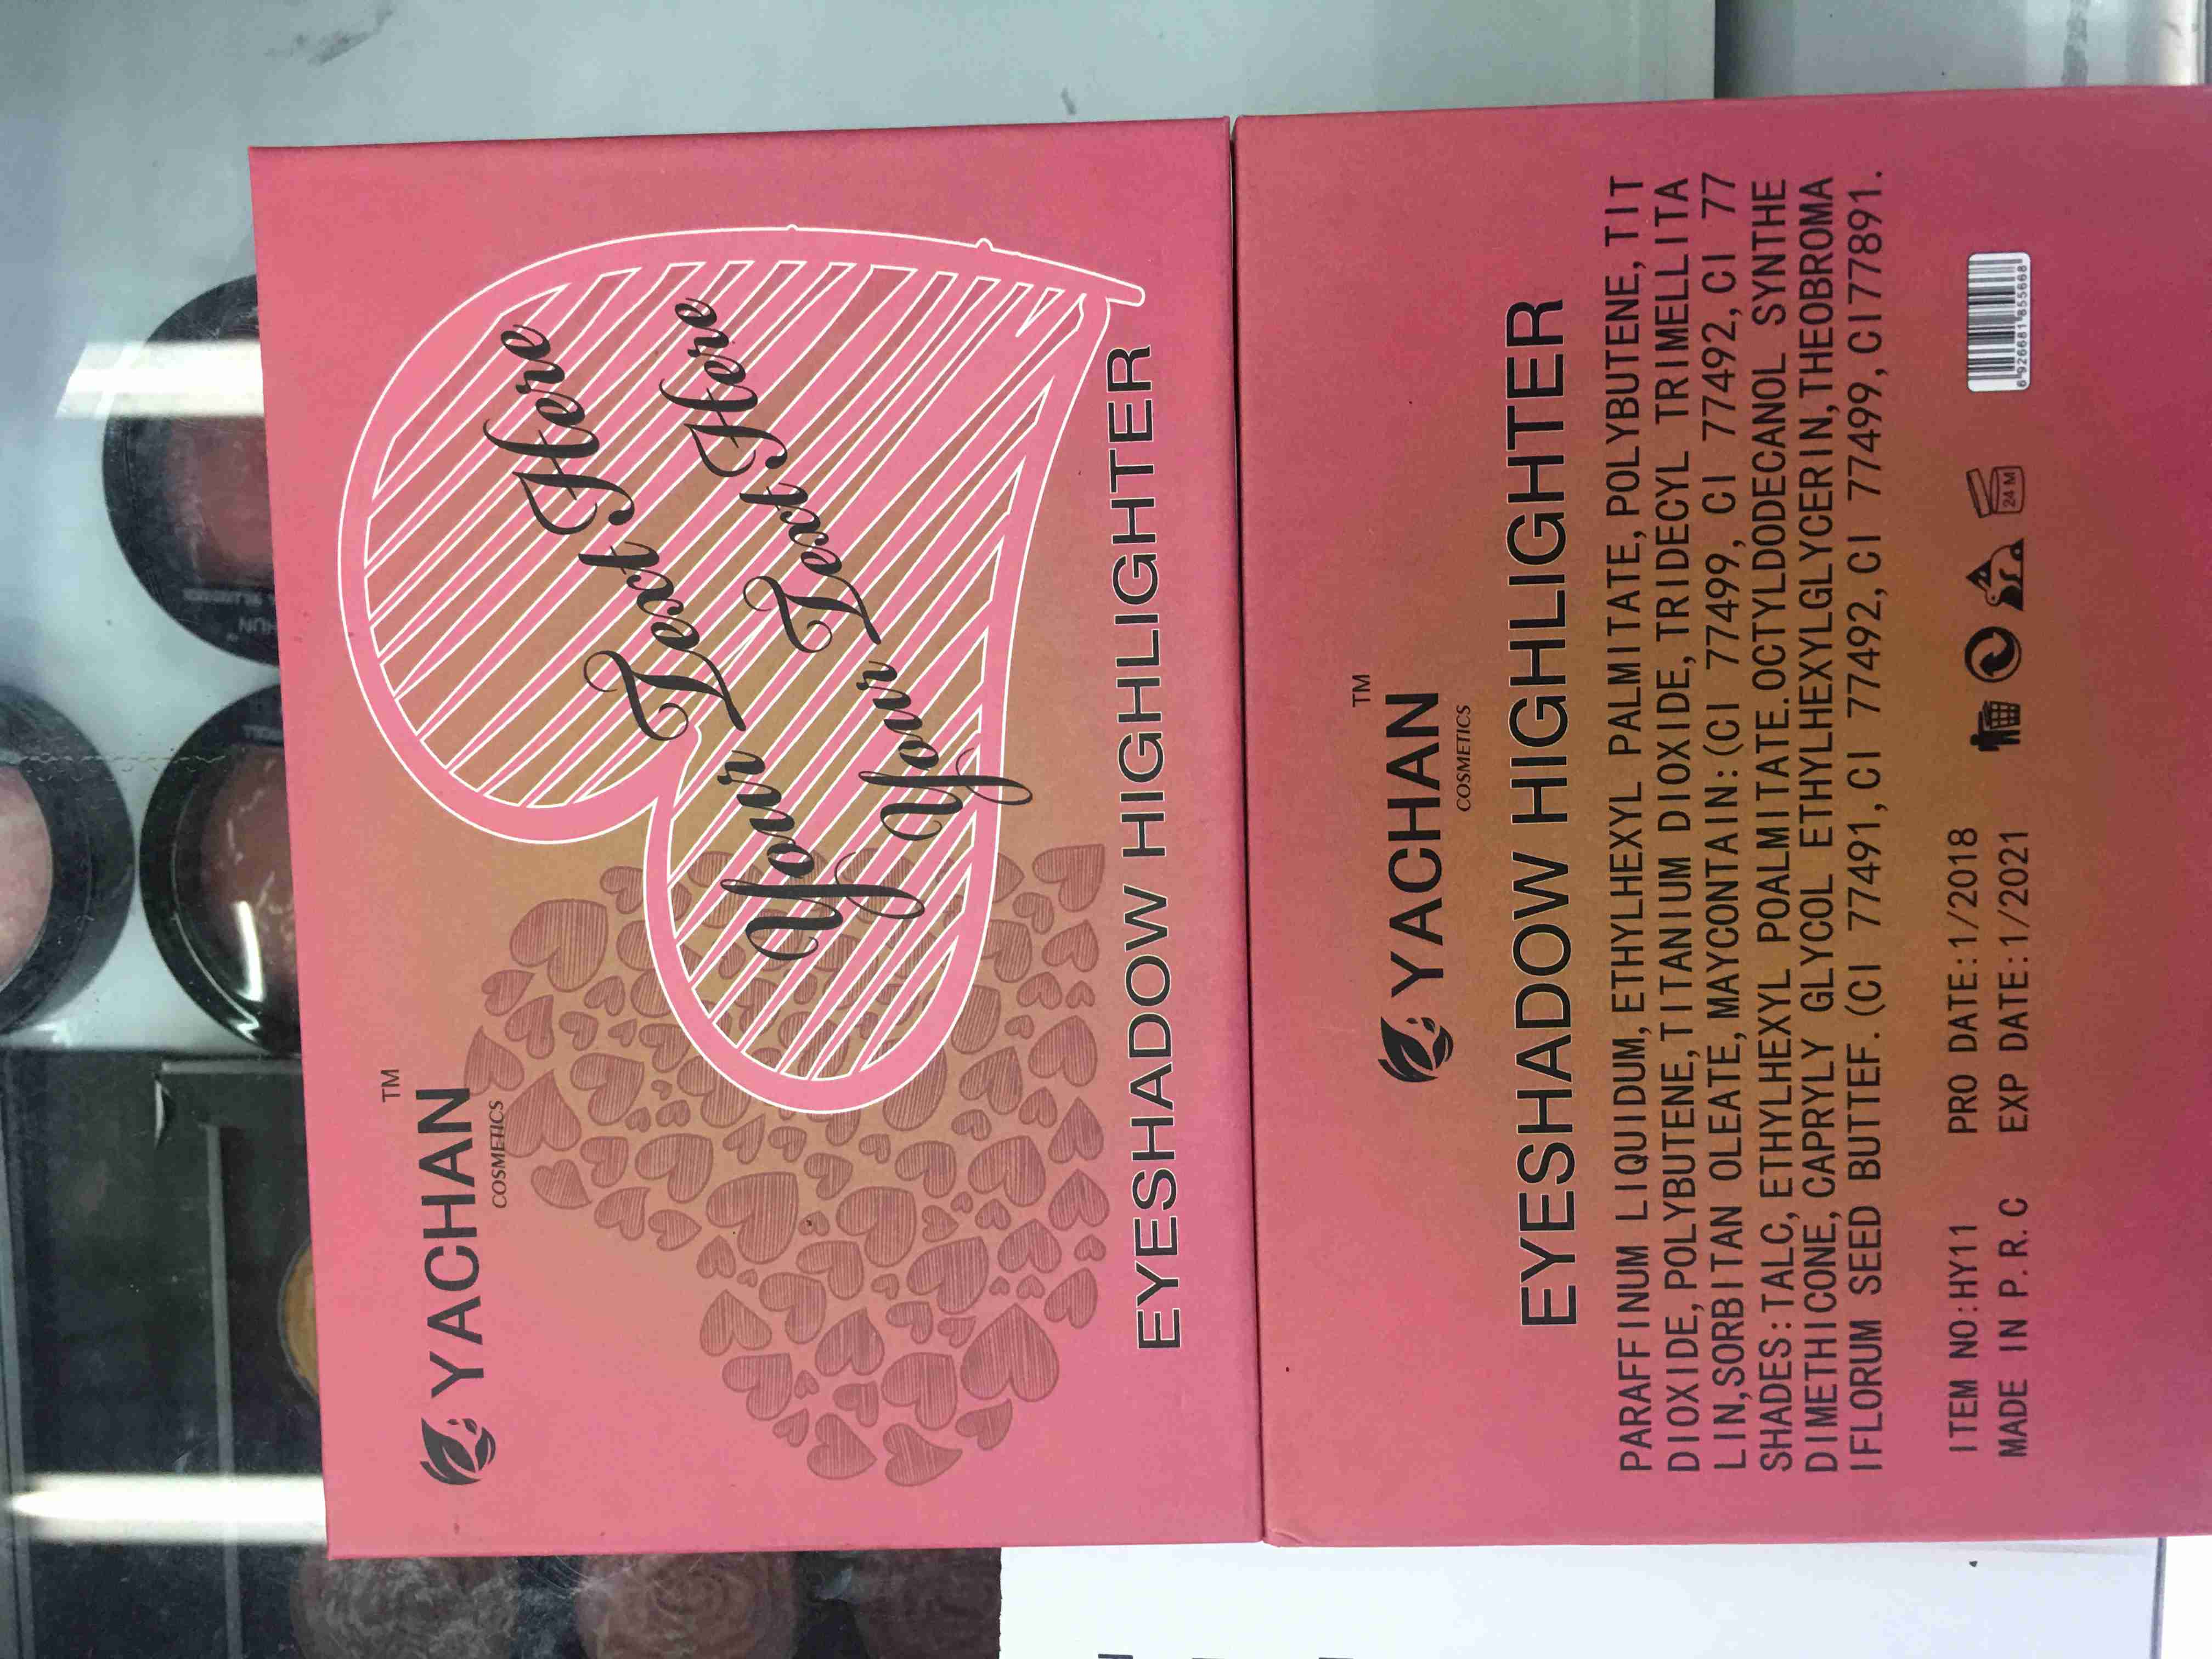 YACHAN
TM
COSMETICS
Your Text Here
Your Text Here
EYESHADOW HIGHLIGHTER
YACHAN
TM
COSMETICS
EYESHADOW HIGHLIGHTER
PARAFFINUM LIQUIDUM, ETHYLHEXYL PALMITATE, POLYBUTENE, TIT
DIOXIDE, POLYBUTENE, TITANIUM DIOXIDE, TRIDECYL TRIMELLITA
LIN, SORBITAN OLEATE, MAYCONTAIN: (CI 77499, CI 77492, CI 77
SHADES: TALC, ETHYLHEXYL POALMITATE. OCTYLDODECANOL SYNTHE
DIMETHICONE, CAPRYLY GLYCOL ETHYLHEXYLGLYCERIN, THEOBROMA
IFLORUM SEED BUTTEF. (CI 77491, CI 77492, CI 77499, CI77891.
ITEM NO: HY11 PRO DATE: 1/2018
MADE IN P.R.C EXP DATE: 1/2021
24 M
6926681855568